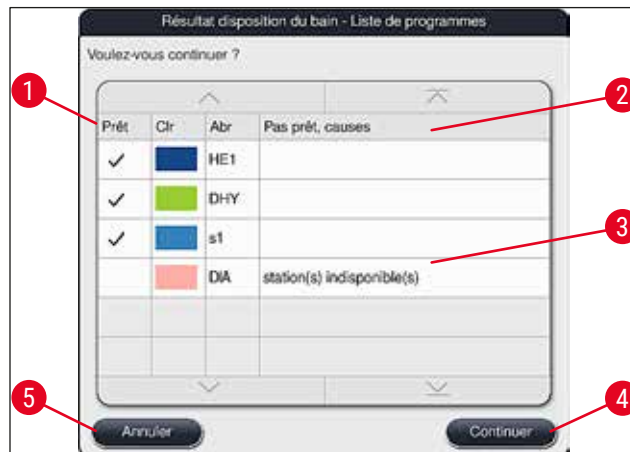 Résultat disposition du bain - Liste de programmes
Voulez-vous continuer ?
1
2
Prêt Clr Abr Pas prêt, causes
HE1
DHY
s1
3
DIA station(s) indisponible(s)
5
4
Annuler
Continuer